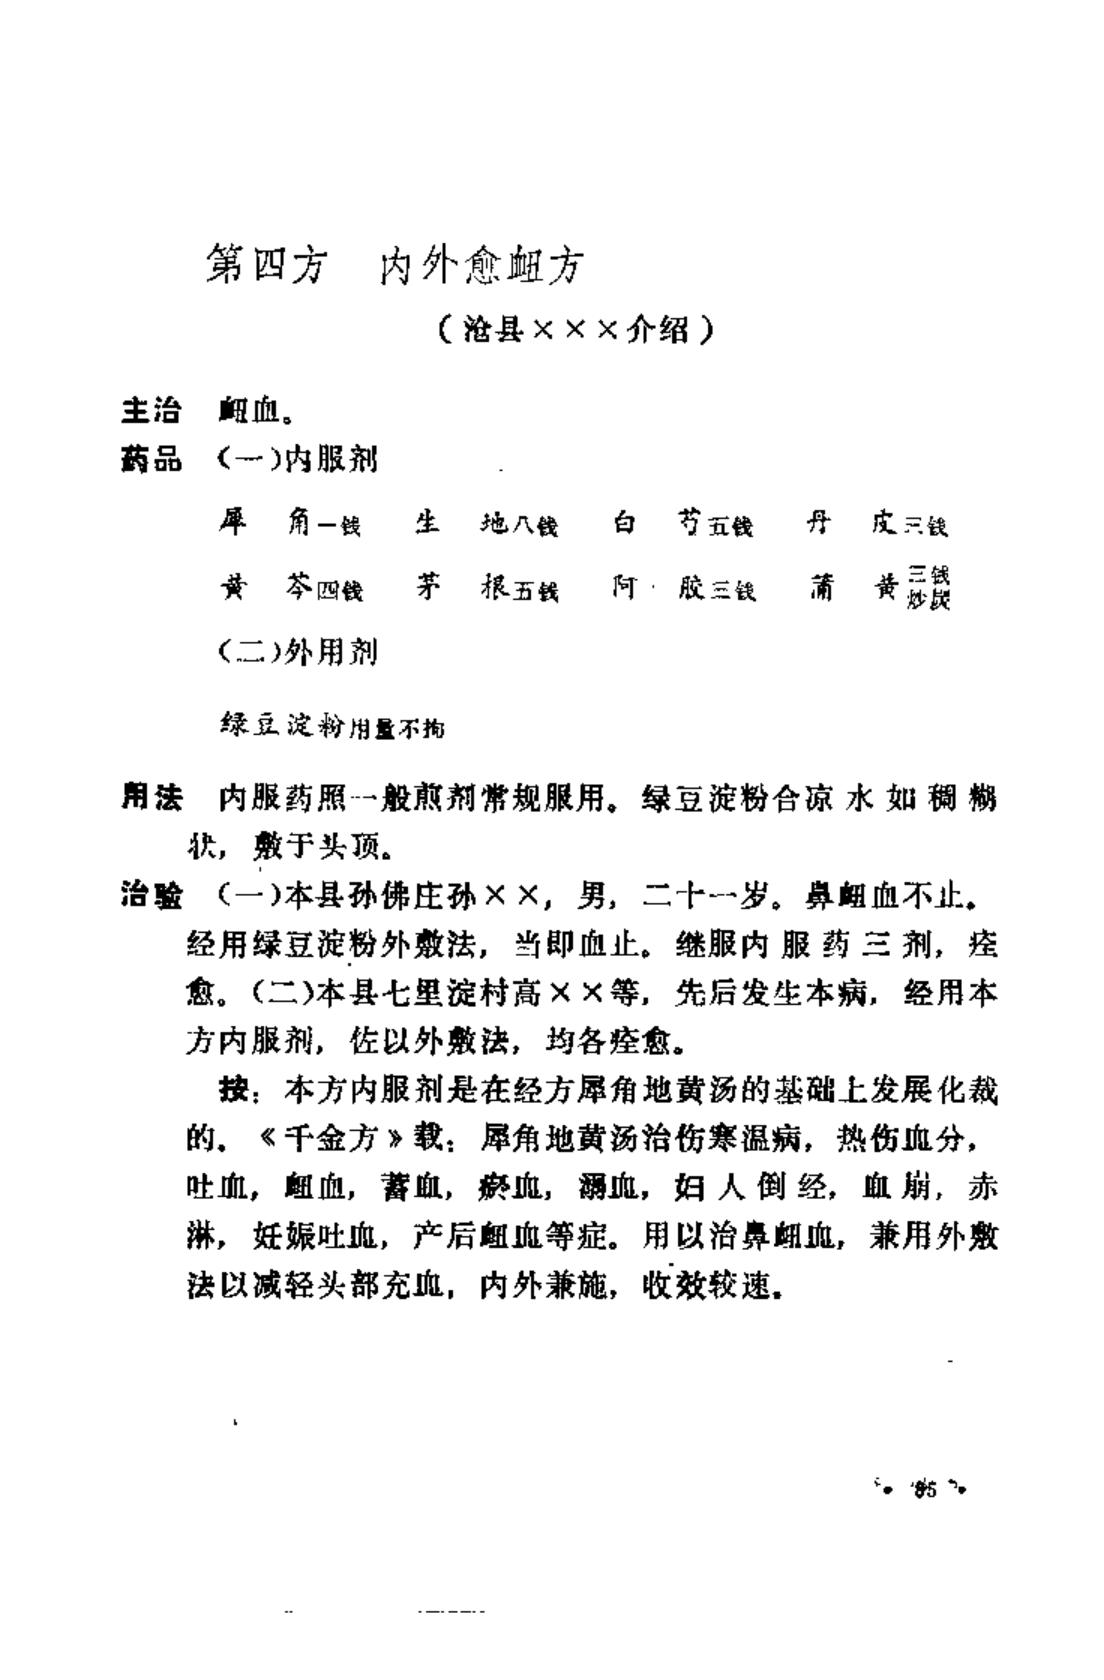 第四方 内外愈衄方
（沧县×××介绍）
主治 衄血。
药品 （一）内服剂
犀 角一钱 生 地八钱 白 芍五钱 丹 皮三钱
黄 芩四钱 茅 根五钱 阿 胶三钱 蒲 黄三钱炒炭
（二）外用剂
绿豆淀粉用量不拘
用法 内服药照一般煎剂常规服用。绿豆淀粉合凉水如稠糊
状，敷于头顶。
治验 （一）本县孙佛庄孙××，男，二十一岁。鼻衄血不止。
经用绿豆淀粉外敷法，当即血止。继服内服药三剂，痊
愈。（二）本县七里淀村高××等，先后发生本病，经用本
方内服剂，佐以外敷法，均各痊愈。
按：本方内服剂是在经方犀角地黄汤的基础上发展化裁
的。《千金方》载：犀角地黄汤治伤寒温病，热伤血分，
吐血，衄血，蓄血，瘀血，溺血，妇人倒经，血崩，赤
淋，妊娠吐血，产后衄血等症。用以治鼻衄血，兼用外敷
法以减轻头部充血，内外兼施，收效较速。
• 85 •